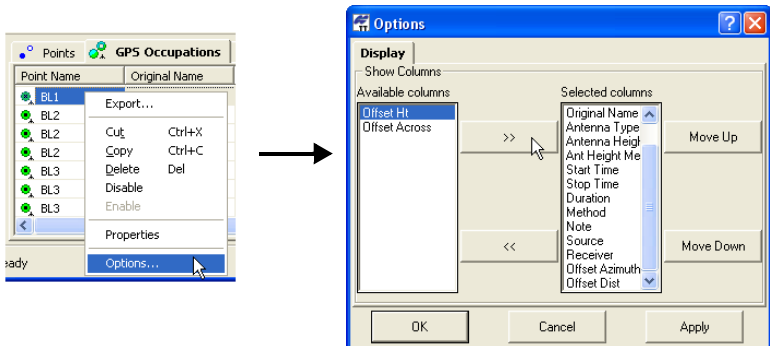 Points GPS Occupations
Point Name Original Name
BL1
BL2
BL2
BL2
BL3
BL3
BL3
Export...
Cut Ctrl+X
Copy Ctrl+C
Delete Del
Disable
Enable
Properties
Options...
eady
Options
Display
Show Columns
Available columns
Offset Ht
Offset Across
>>
<<
Selected columns
Original Name
Antenna Type
Antenna Heigh
Ant Height Me
Start Time
Stop Time
Duration
Method
Note
Source
Receiver
Offset Azimuth
Offset Dist
Move Up
Move Down
OK Cancel Apply